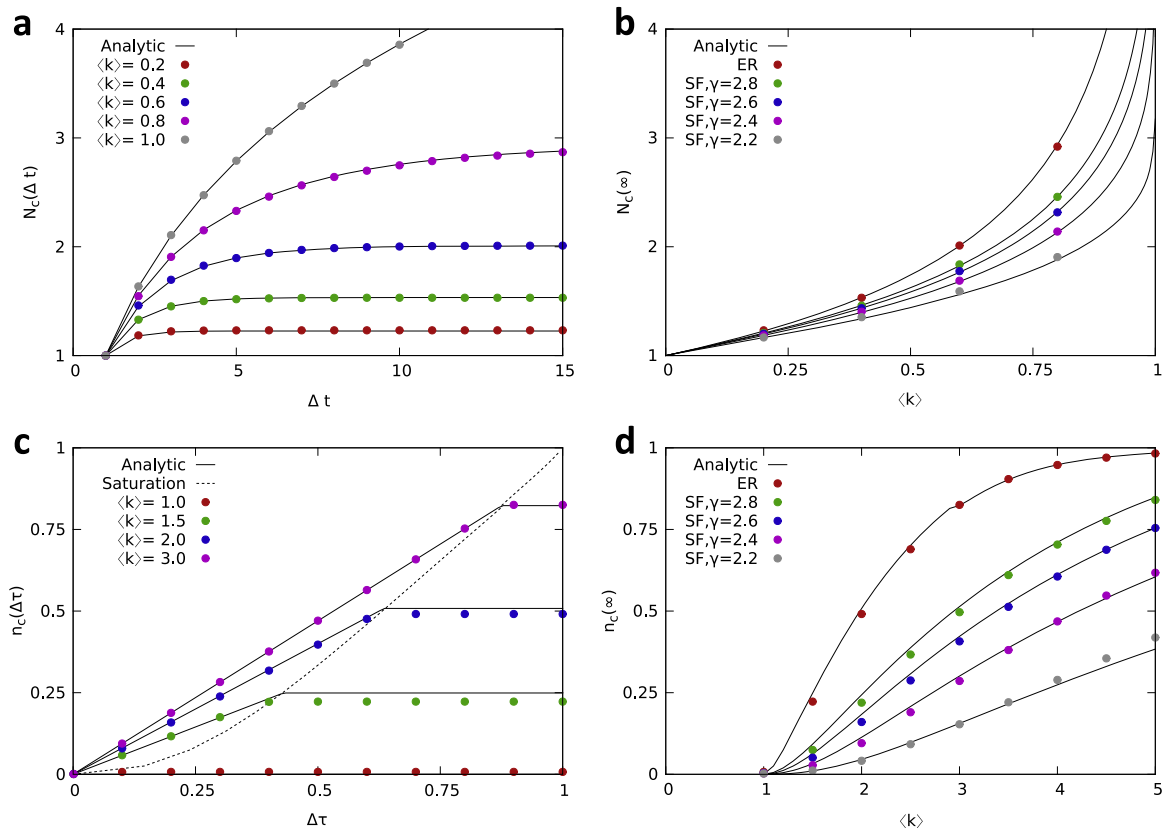 a
4
3
2
1
N_c(Δ t)
Analytic
⟨k⟩= 0.2
⟨k⟩= 0.4
⟨k⟩= 0.6
⟨k⟩= 0.8
⟨k⟩= 1.0
0 5 10 15
Δ t
b
4
3
2
1
N_c(∞)
Analytic
ER
SF,γ=2.8
SF,γ=2.6
SF,γ=2.4
SF,γ=2.2
0 0.25 0.5 0.75 1
⟨k⟩
c
1
0.75
0.5
0.25
0
n_c(Δτ)
Analytic
Saturation
⟨k⟩= 1.0
⟨k⟩= 1.5
⟨k⟩= 2.0
⟨k⟩= 3.0
0 0.25 0.5 0.75 1
Δτ
d
1
0.75
0.5
0.25
0
n_c(∞)
Analytic
ER
SF,γ=2.8
SF,γ=2.6
SF,γ=2.4
SF,γ=2.2
0 1 2 3 4 5
⟨k⟩